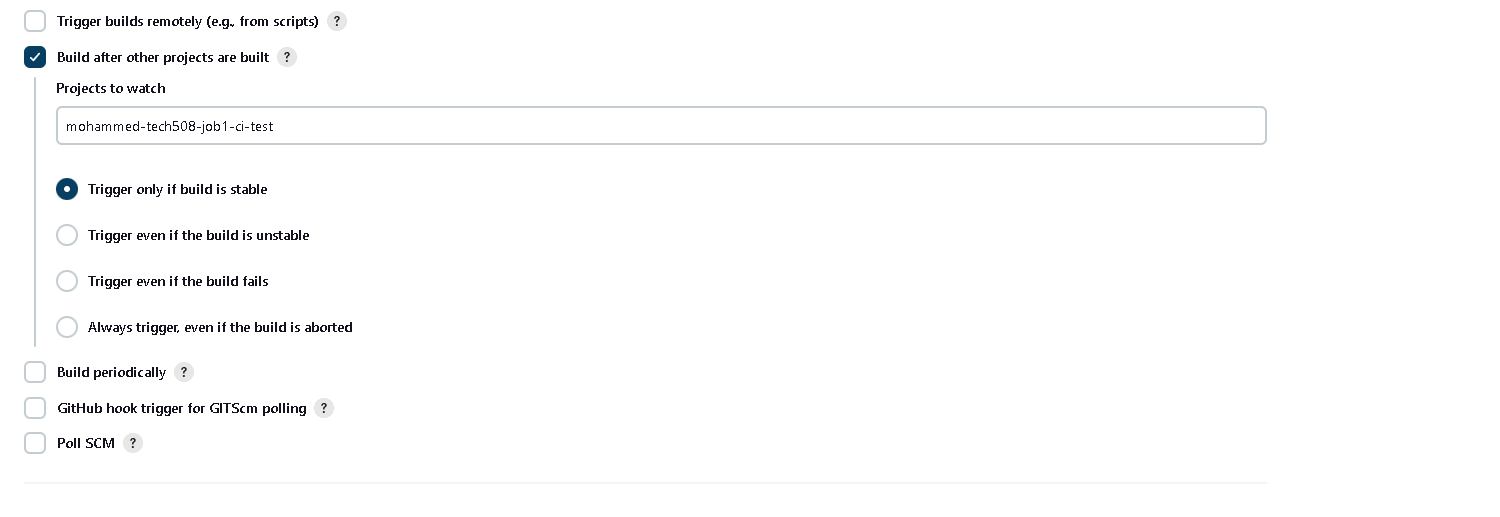 Trigger builds remotely (e.g., from scripts) ?
Build after other projects are built ?
Projects to watch
mohammed-tech508-job1-ci-test
Trigger only if build is stable
Trigger even if the build is unstable
Trigger even if the build fails
Always trigger, even if the build is aborted
Build periodically ?
GitHub hook trigger for GITScm polling ?
Poll SCM ?